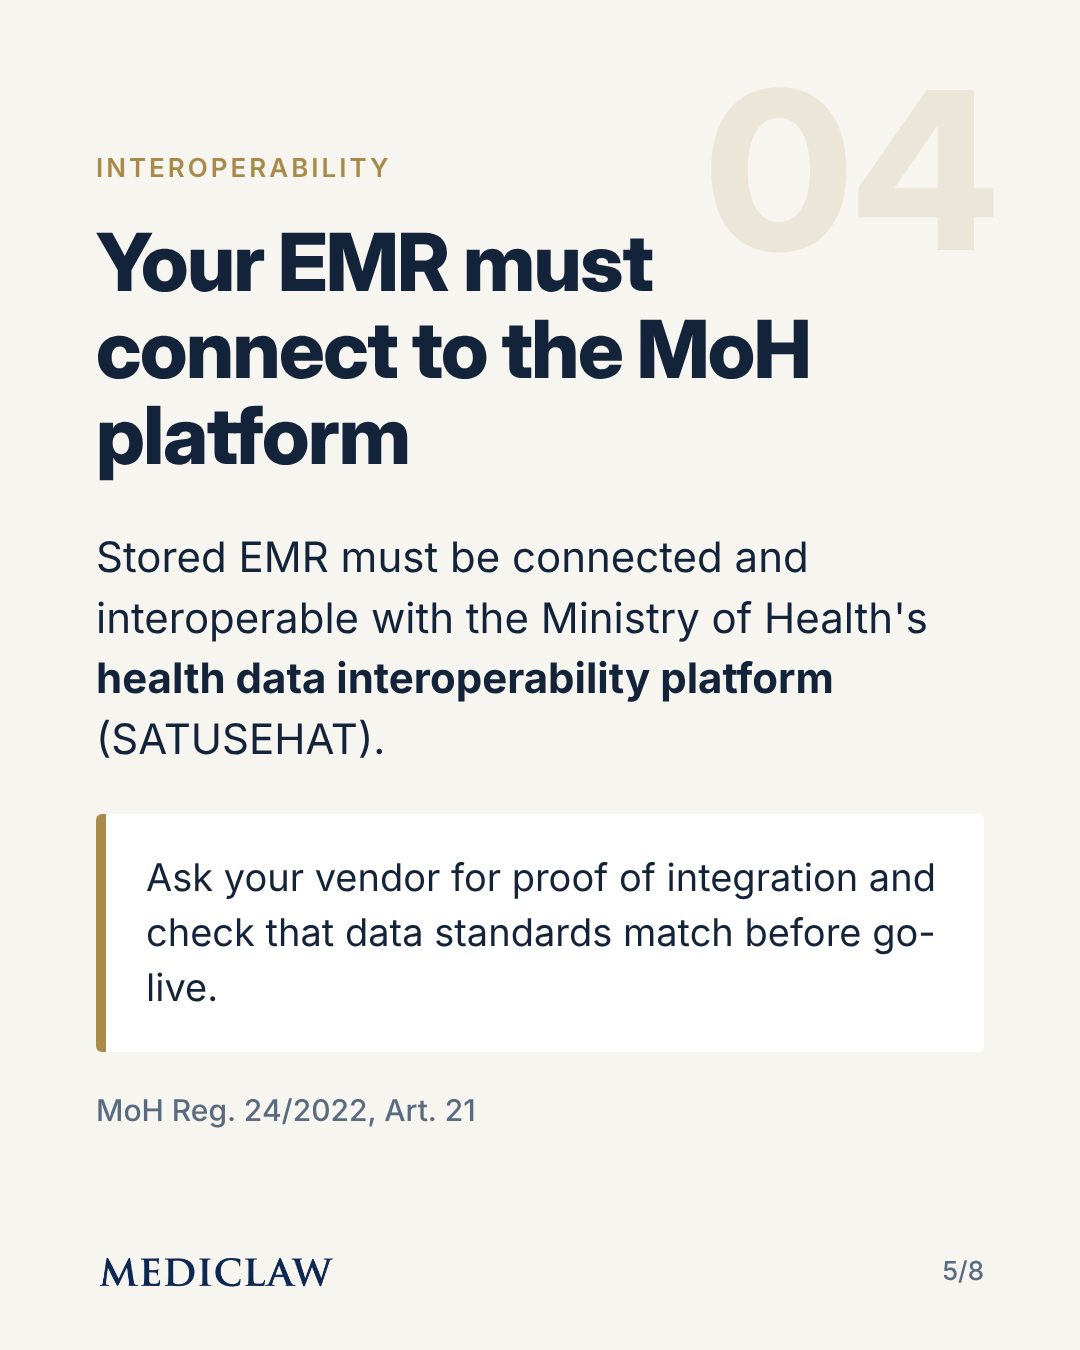 04
INTEROPERABILITY
Your EMR must
connect to the MoH
platform
Stored EMR must be connected and
interoperable with the Ministry of Health's
health data interoperability platform
(SATUSEHAT).
Ask your vendor for proof of integration and
check that data standards match before go-
live.
MoH Reg. 24/2022, Art. 21
MEDICLAW
5/8